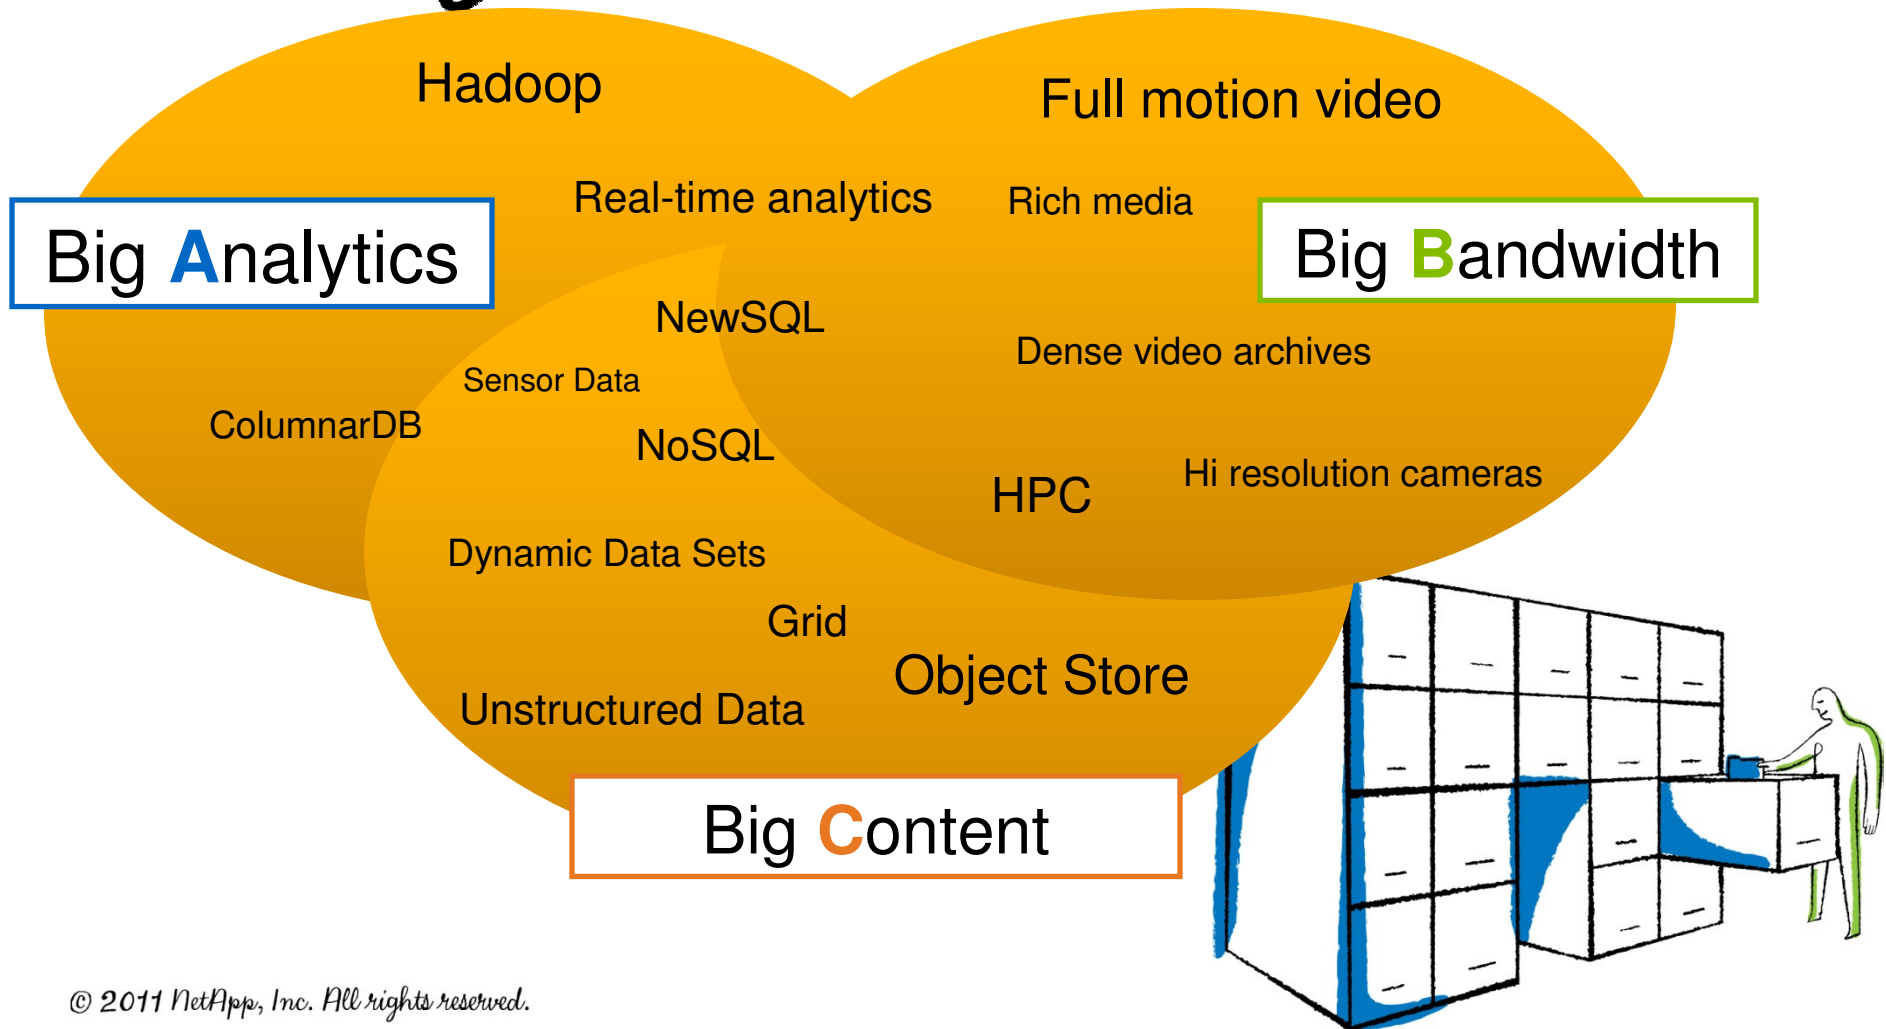 Hadoop
Full motion video
Real-time analytics
Rich media
Big Analytics
Big Bandwidth
NewSQL
Dense video archives
Sensor Data
ColumnarDB
NoSQL
Hi resolution cameras
HPC
Dynamic Data Sets
Grid
Object Store
Unstructured Data
Big Content
© 2011 NetApp, Inc. All rights reserved.